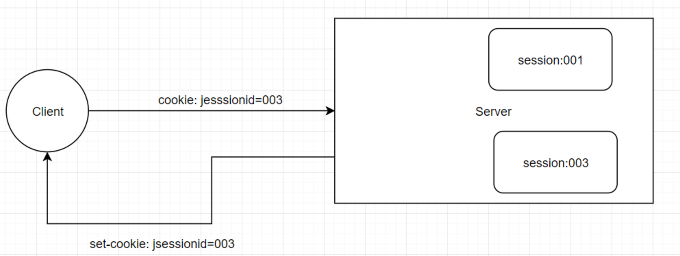 session:001
cookie: jesssionid=003
Client
Server
session:003
set-cookie: jsessionid=003